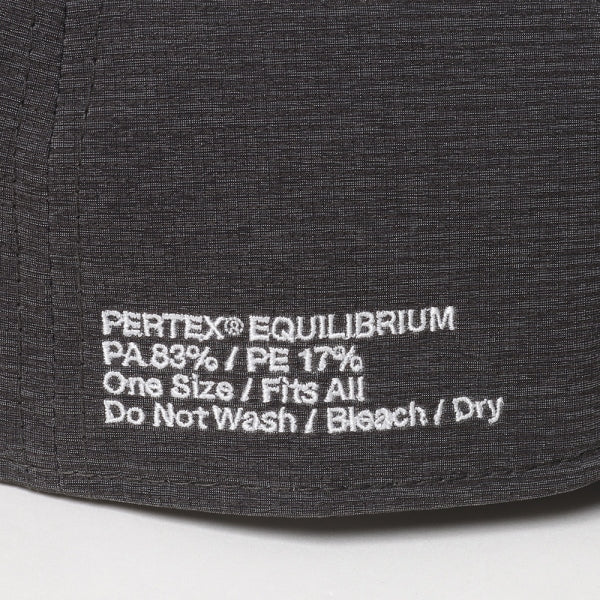 PERTEX® EQUILIBRIUM
PA.83% / PE 17%
One Size / Fits All
Do Not Wash / Bleach / Dry